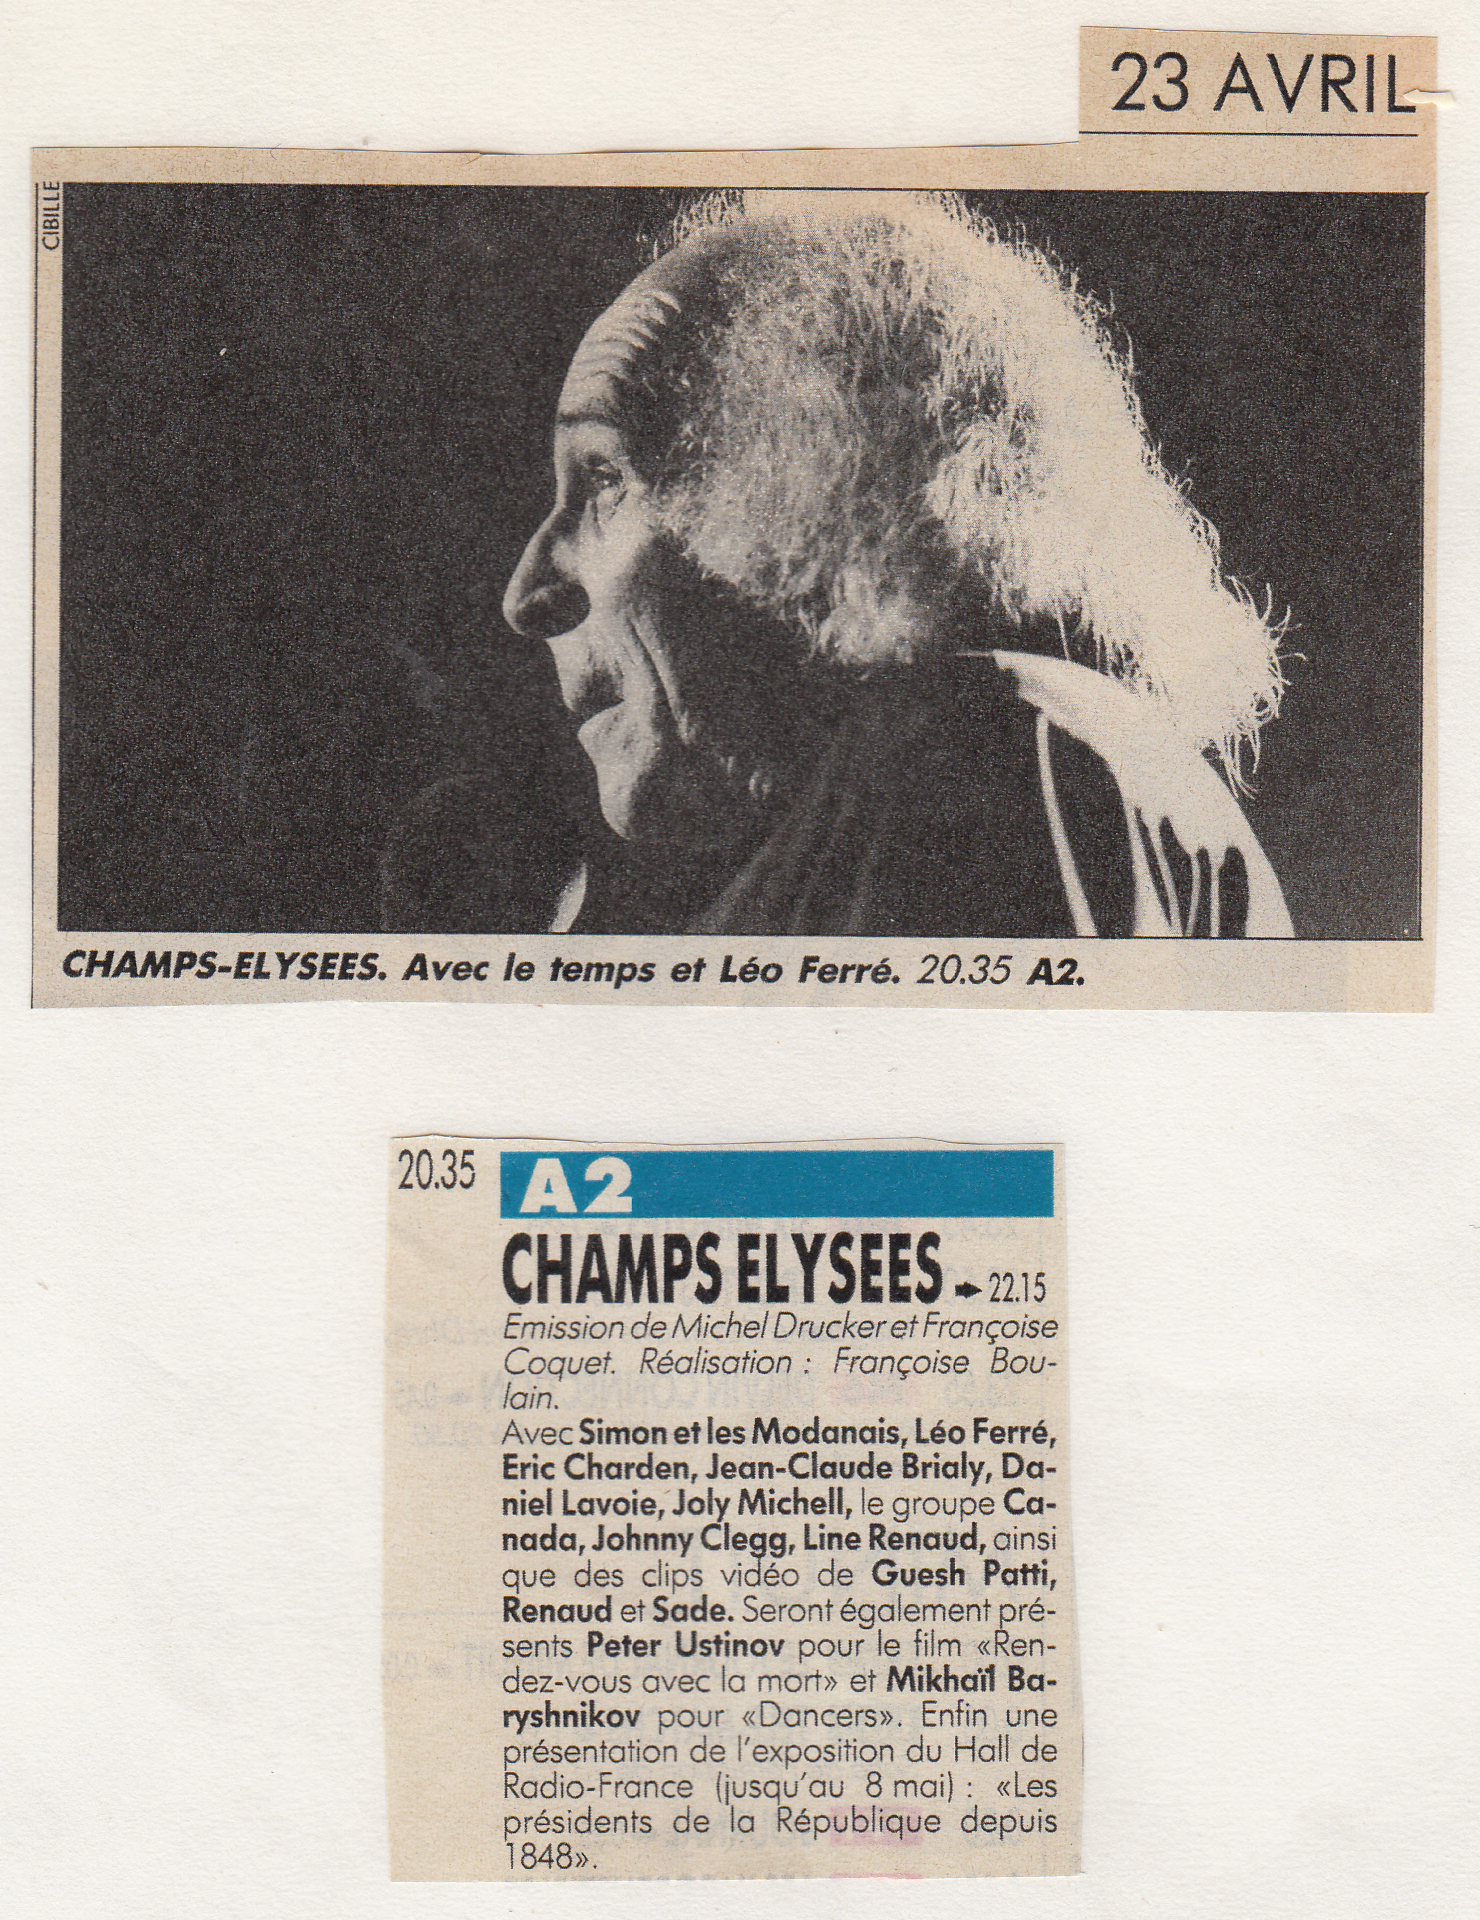 23 AVRIL
CIBILLE
CHAMPS-ELYSEES. Avec le temps et Léo Ferré. 20.35 A2.
20.35 A2
CHAMPS ELYSEES ➨ 22.15
Emission de Michel Drucker et Françoise
Coquet. Réalisation : Françoise Bou-
lain.
Avec Simon et les Modanais, Léo Ferré,
Eric Charden, Jean-Claude Brialy, Da-
niel Lavoie, Joly Michell, le groupe Ca-
nada, Johnny Clegg, Line Renaud, ainsi
que des clips vidéo de Guesh Patti,
Renaud et Sade. Seront également pré-
sents Peter Ustinov pour le film «Ren-
dez-vous avec la mort» et Mikhaïl Ba-
ryshnikov pour «Dancers». Enfin une
présentation de l'exposition du Hall de
Radio-France (jusqu'au 8 mai) : «Les
présidents de la République depuis
1848».